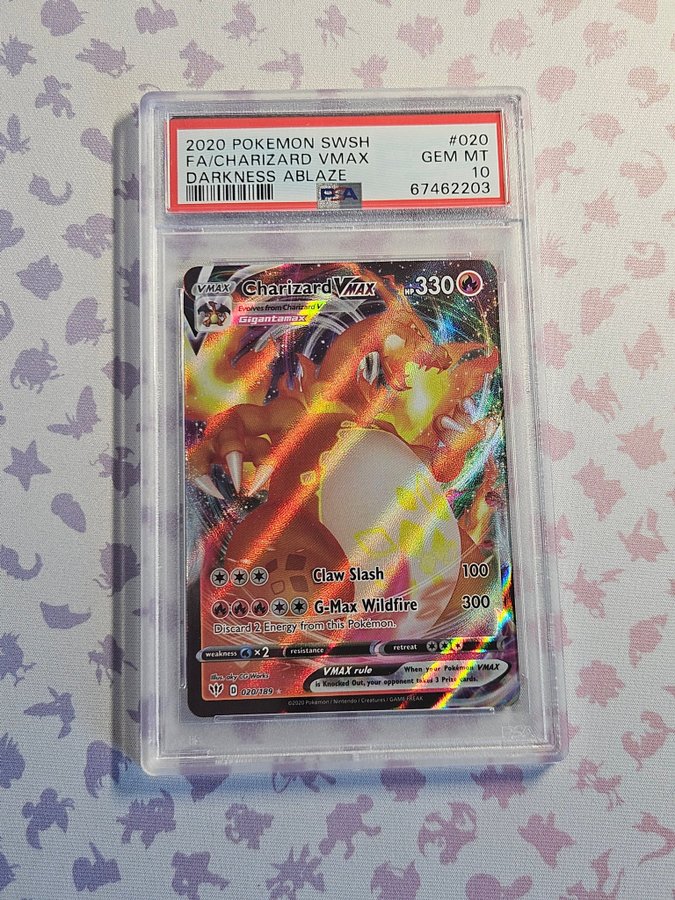 2020 POKEMON SWSH #020
FA/CHARIZARD VMAX GEM MT
DARKNESS ABLAZE 10
PSA 67462203
VMAX Charizard VMAX HP 330
Evolves from Charizard V
Gigantamax
Claw Slash 100
G-Max Wildfire 300
Discard 2 Energy from this Pokémon.
weakness ×2 resistance retreat
VMAX rule When your Pokémon VMAX
is Knocked Out, your opponent takes 3 Prize cards.
Illus. aky CG Works
D 020/189
©2020 Pokémon / Nintendo / Creatures / GAME FREAK